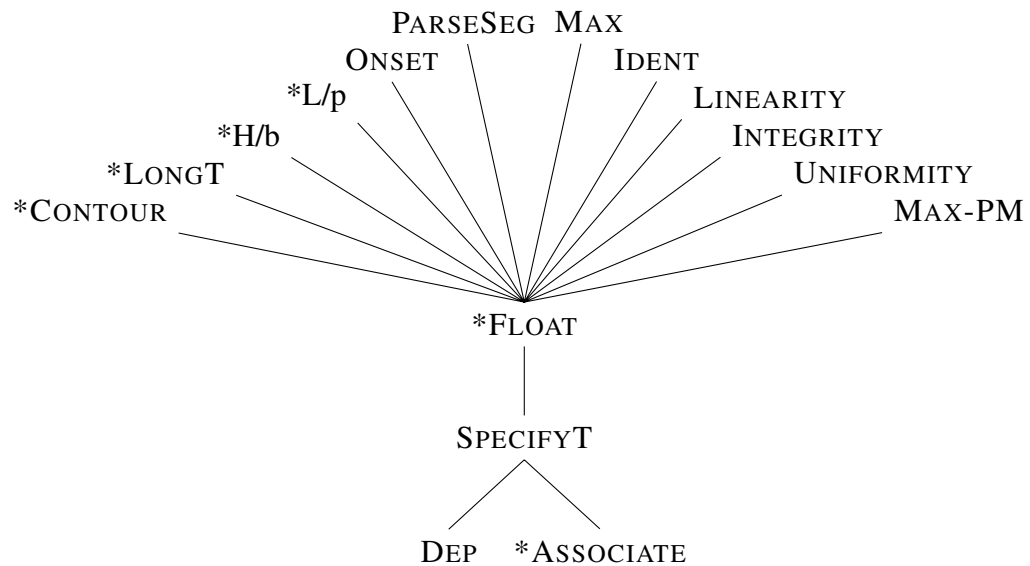 PARSESEG MAX
ONSET IDENT
*L/p LINEARITY
*H/b INTEGRITY
*LONGT UNIFORMITY
*CONTOUR MAX-PM
*FLOAT
SPECIFYT
DEP *ASSOCIATE